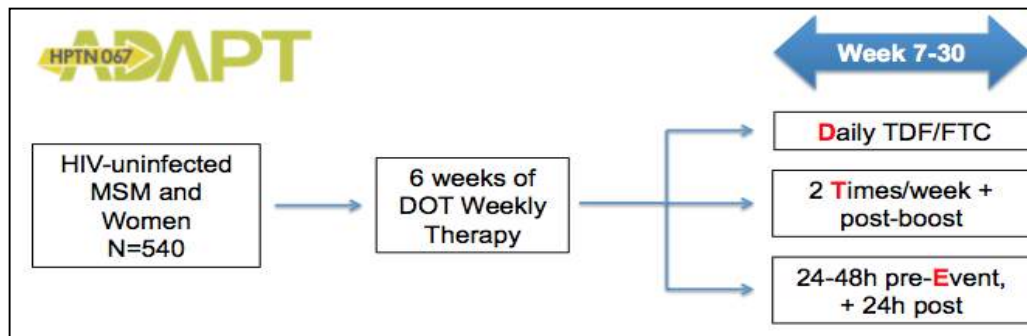 HPTN 067
ADAPT
Week 7-30
HIV-uninfected
MSM and
Women
N=540
6 weeks of
DOT Weekly
Therapy
Daily TDF/FTC
2 Times/week +
post-boost
24-48h pre-Event,
+ 24h post